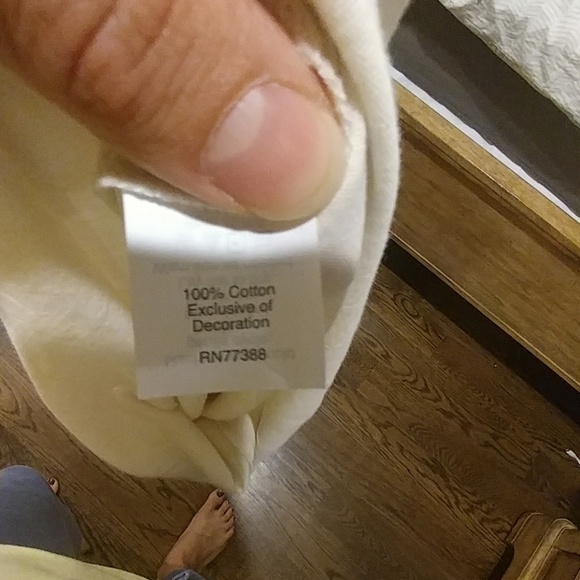 100% Cotton
Exclusive of
Decoration
RN77388